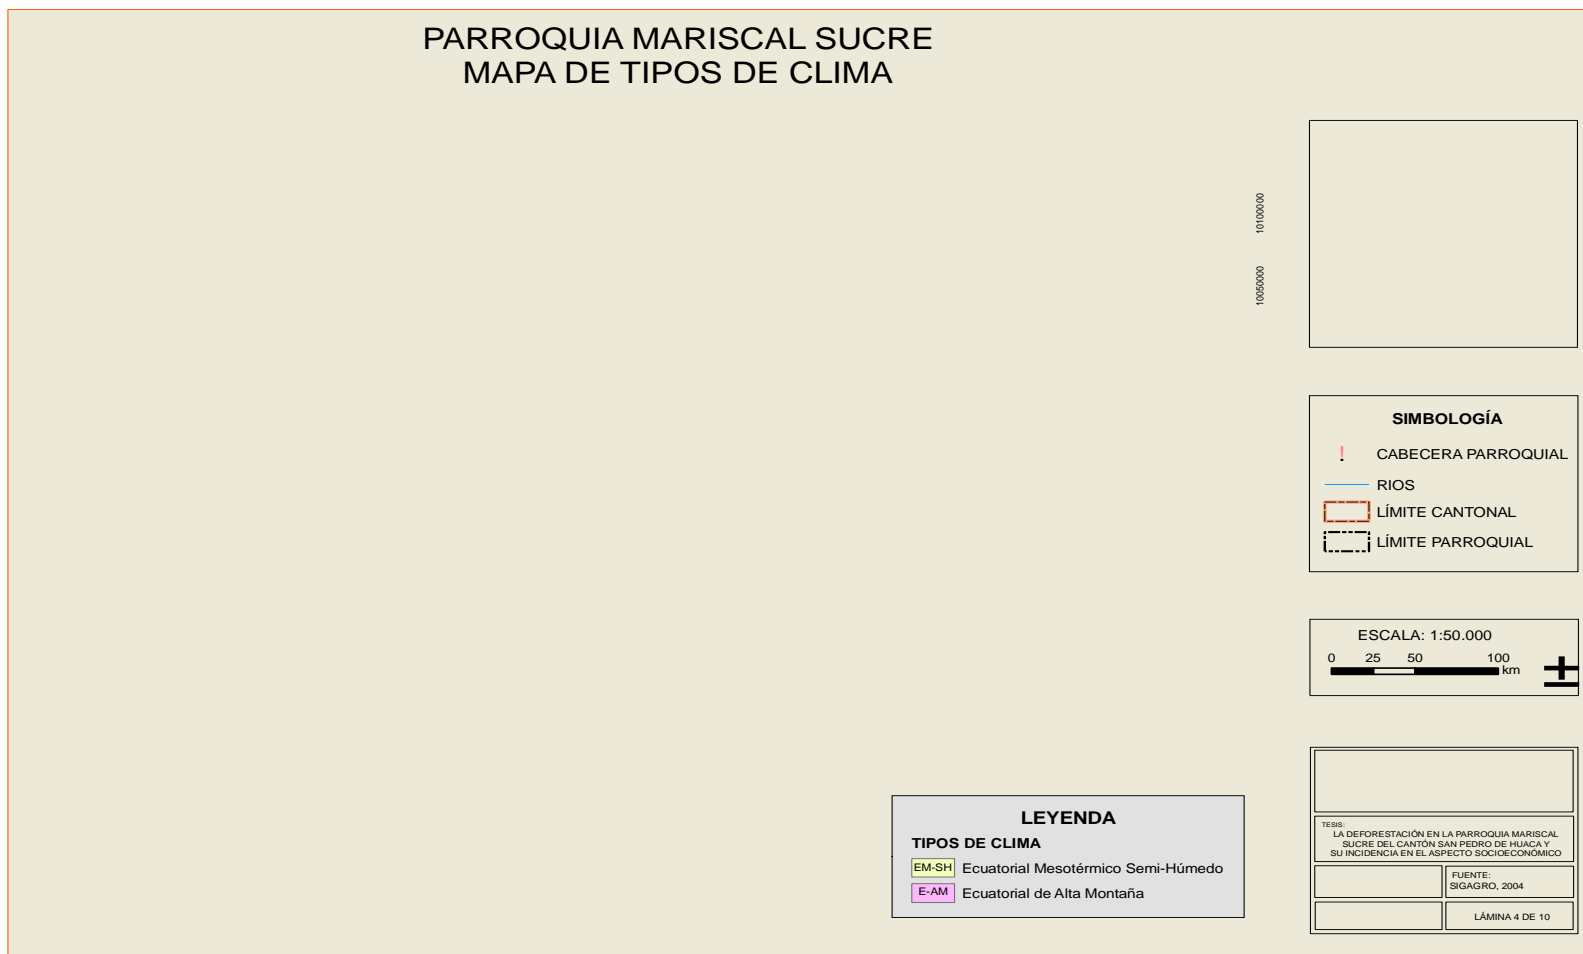 PARROQUIA MARISCAL SUCRE
MAPA DE TIPOS DE CLIMA
10100000
10050000
SIMBOLOGÍA
! CABECERA PARROQUIAL
RIOS
LÍMITE CANTONAL
LÍMITE PARROQUIAL
ESCALA: 1:50.000
0 25 50 100
km
LEYENDA
TIPOS DE CLIMA
EM-SH Ecuatorial Mesotérmico Semi-Húmedo
E-AM Ecuatorial de Alta Montaña
TESIS:
LA DEFORESTACIÓN EN LA PARROQUIA MARISCAL
SUCRE DEL CANTÓN SAN PEDRO DE HUACA Y
SU INCIDENCIA EN EL ASPECTO SOCIOECONÓMICO
FUENTE:
SIGAGRO, 2004
LÁMINA 4 DE 10